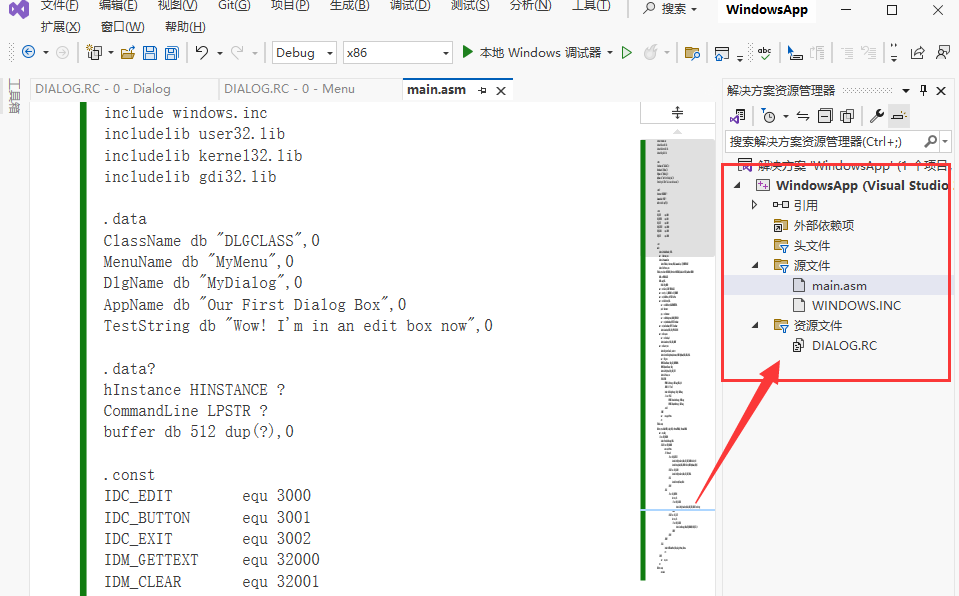 文件(F) 编辑(E) 视图(V) Git(G) 项目(P) 生成(B) 调试(D) 测试(S) 分析(N) 工具(T) 搜索 WindowsApp
扩展(X) 窗口(W) 帮助(H)
Debug x86 本地 Windows 调试器 abc
工具箱
DIALOG.RC - 0 - Dialog DIALOG.RC - 0 - Menu main.asm
include windows.inc
includelib user32.lib
includelib kernel32.lib
includelib gdi32.lib
.data
ClassName db "DLGCLASS",0
MenuName db "MyMenu",0
DlgName db "MyDialog",0
AppName db "Our First Dialog Box",0
TestString db "Wow! I'm in an edit box now",0
.data?
hInstance HINSTANCE ?
CommandLine LPSTR ?
buffer db 512 dup(?),0
.const
IDC_EDIT equ 3000
IDC_BUTTON equ 3001
IDC_EXIT equ 3002
IDM_GETTEXT equ 32000
IDM_CLEAR equ 32001
解决方案资源管理器
搜索解决方案资源管理器(Ctrl+;)
解决方案 'WindowsApp' (1 个项目
WindowsApp (Visual Studio
引用
外部依赖项
头文件
源文件
main.asm
WINDOWS.INC
资源文件
DIALOG.RC